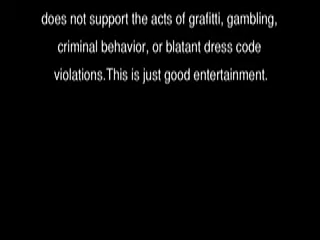 does not support the acts of grafitti, gambling,
criminal behavior, or blatant dress code
violations.This is just good entertainment.